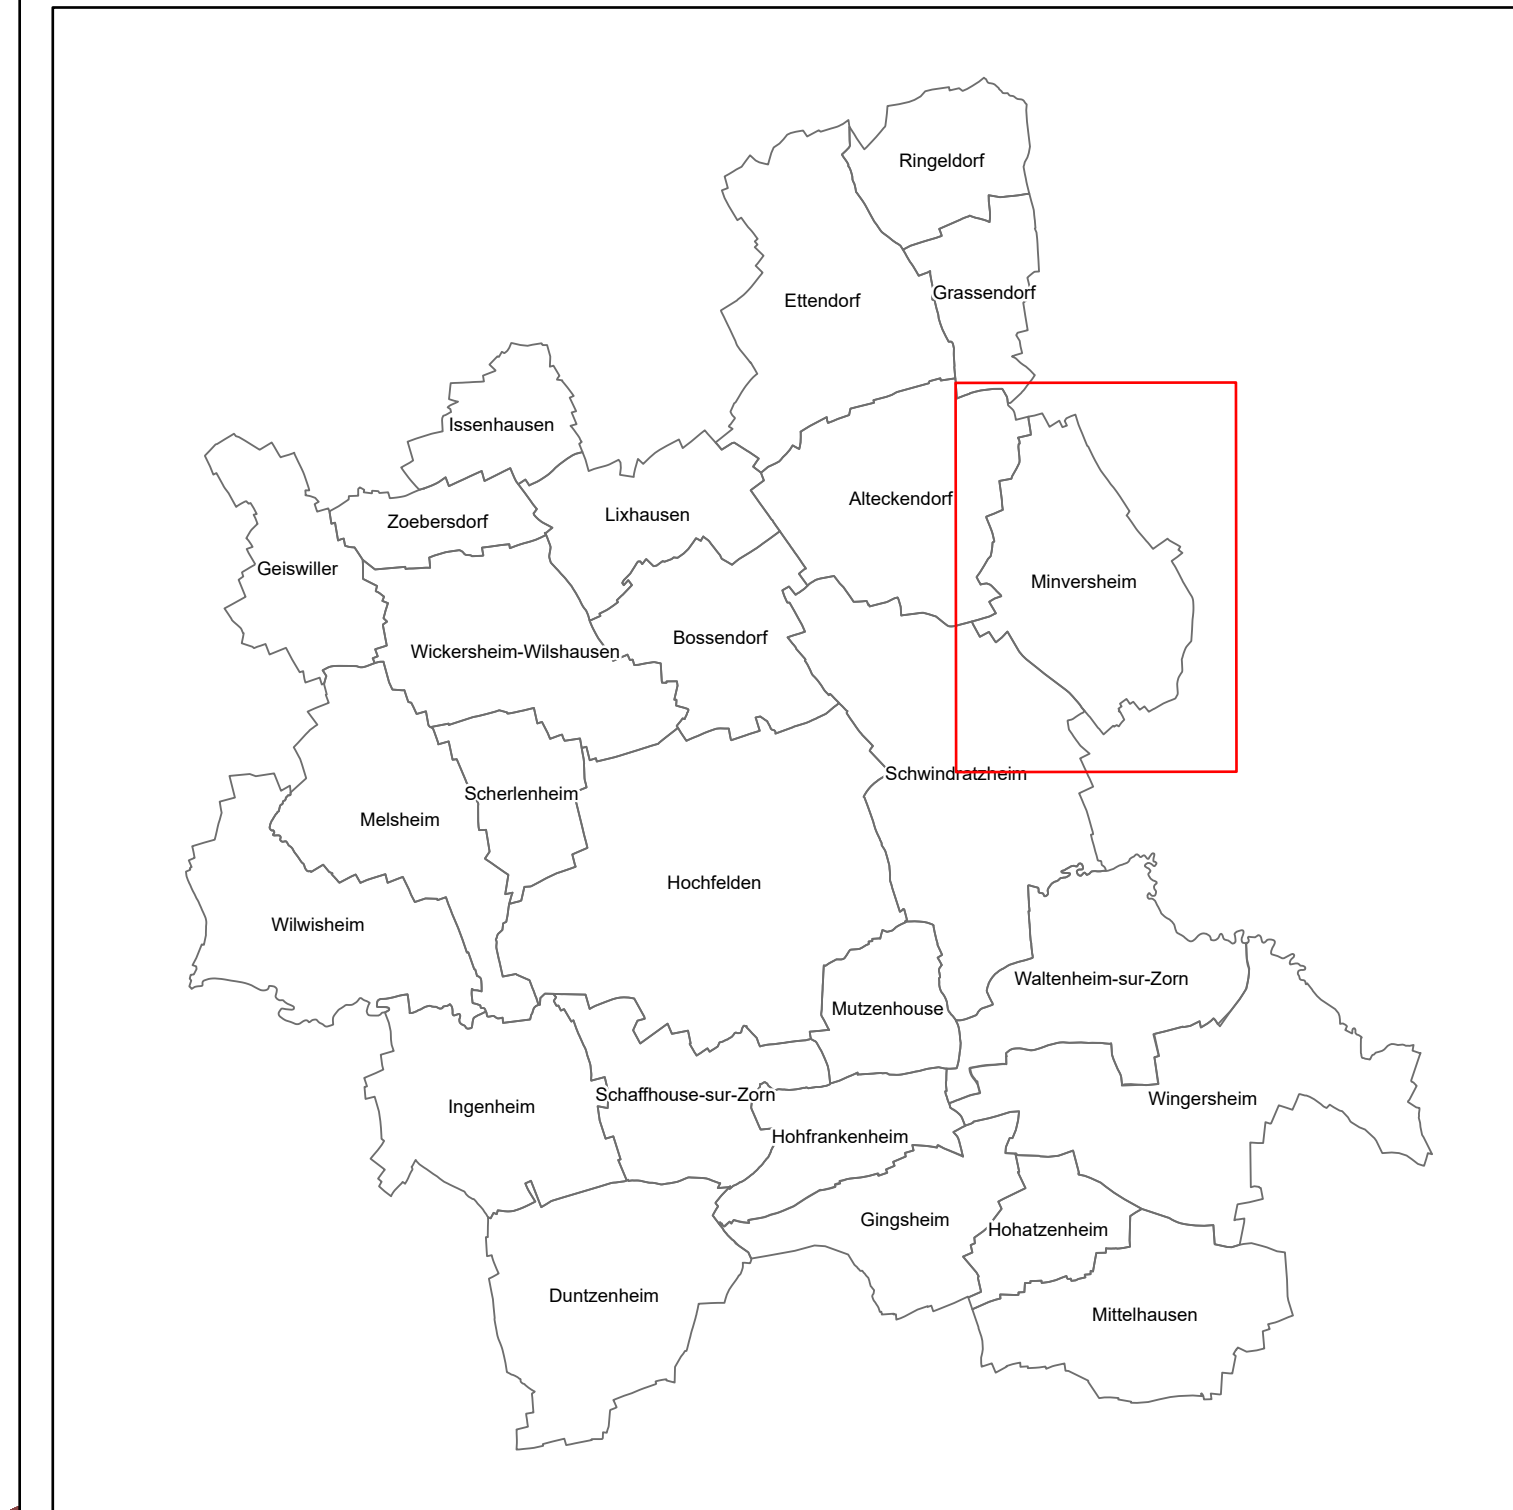 Ringeldorf
Grassendorf
Ettendorf
Issenhausen
Alteckendorf
Lixhausen
Zoebersdorf
Geiswiller
Minversheim
Bossendorf
Wickersheim-Wilshausen
Schwindratzheim
Scherlenheim
Melsheim
Hochfelden
Wilwisheim
Waltenheim-sur-Zorn
Mutzenhouse
Schaffhouse-sur-Zorn
Wingersheim
Ingenheim
Hohfrankenheim
Gingsheim
Hohatzenheim
Duntzenheim
Mittelhausen